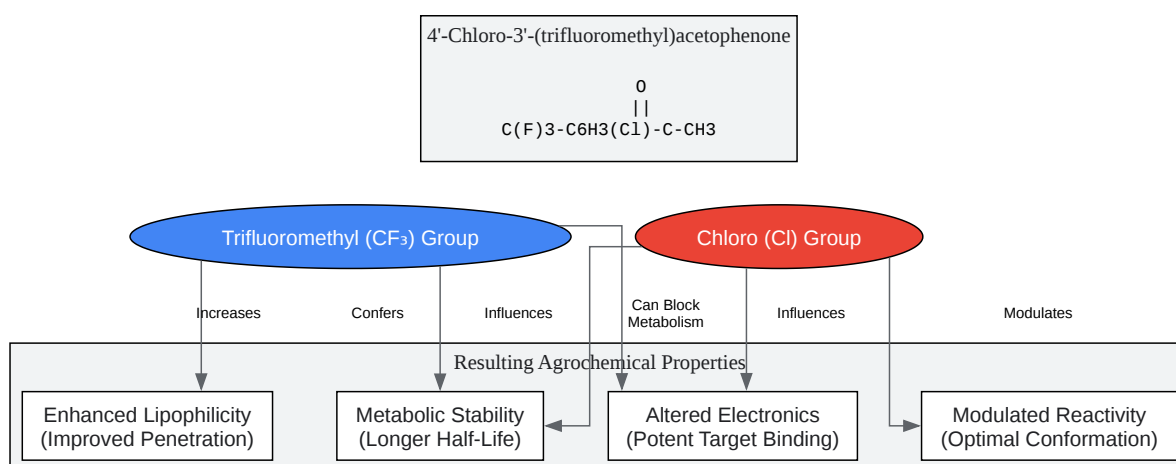 4'-Chloro-3'-(trifluoromethyl)acetophenone
O
||
C(F)3-C6H3(Cl)-C-CH3
Trifluoromethyl (CF₃) Group
Chloro (Cl) Group
Increases
Confers
Influences
Can Block
Metabolism
Influences
Modulates
Resulting Agrochemical Properties
Enhanced Lipophilicity
(Improved Penetration)
Metabolic Stability
(Longer Half-Life)
Altered Electronics
(Potent Target Binding)
Modulated Reactivity
(Optimal Conformation)